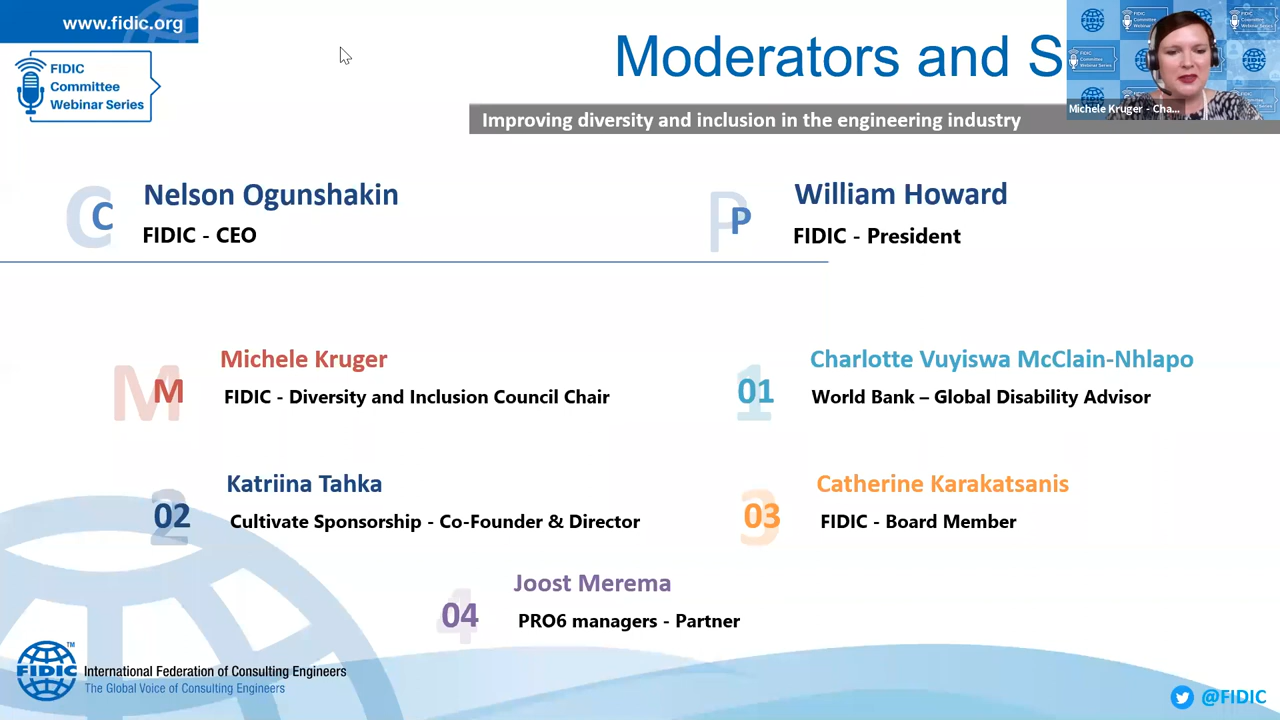 www.fidic.org
FIDIC
Committee
Webinar Series
Moderators and S
Michele Kruger - Cha...
Improving diversity and inclusion in the engineering industry
C
Nelson Ogunshakin
FIDIC - CEO
P
William Howard
FIDIC - President
M
Michele Kruger
FIDIC - Diversity and Inclusion Council Chair
01
Charlotte Vuyiswa McClain-Nhlapo
World Bank – Global Disability Advisor
02
Katriina Tahka
Cultivate Sponsorship - Co-Founder & Director
03
Catherine Karakatsanis
FIDIC - Board Member
04
Joost Merema
PRO6 managers - Partner
FIDIC™
International Federation of Consulting Engineers
The Global Voice of Consulting Engineers
@FIDIC